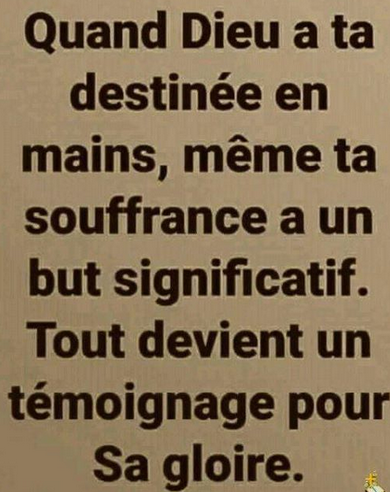 Quand Dieu a ta
destinée en
mains, même ta
souffrance a un
but significatif.
Tout devient un
témoignage pour
Sa gloire.